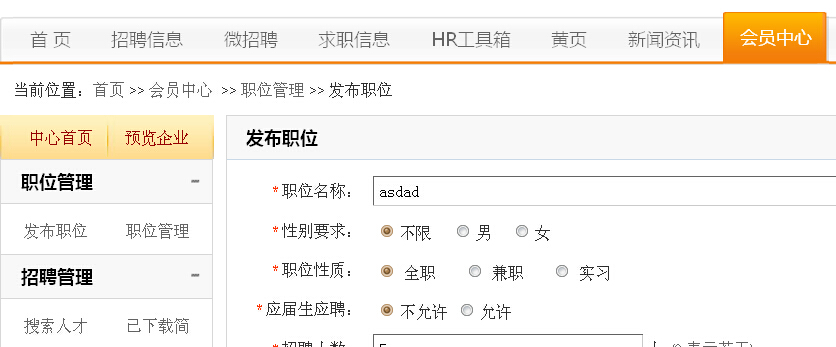 首 页 招聘信息 微招聘 求职信息 HR工具箱 黄页 新闻资讯 会员中心
当前位置：首页 >> 会员中心 >> 职位管理 >> 发布职位
中心首页 预览企业
职位管理
发布职位 职位管理
招聘管理
搜索人才 已下载简
发布职位
*职位名称： asdad
*性别要求： 不限 男 女
*职位性质： 全职 兼职 实习
*应届生应聘： 不允许 允许